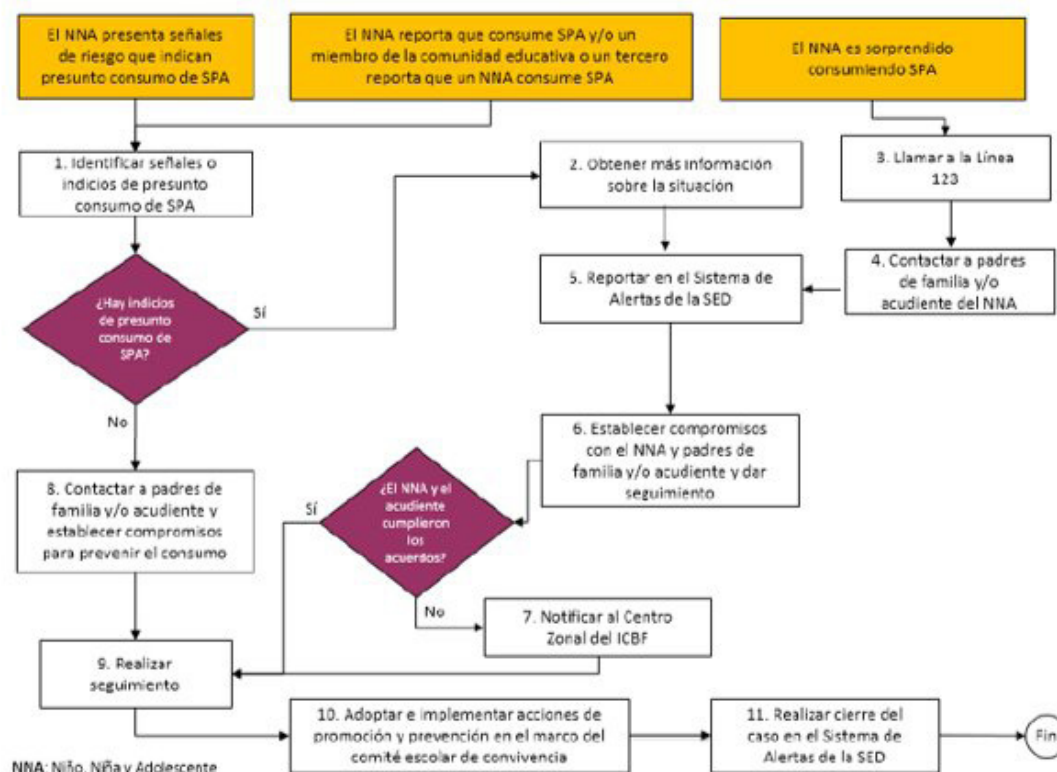 El NNA presenta señales
de riesgo que indican
presunto consumo de SPA
El NNA reporta que consume SPA y/o un
miembro de la comunidad educativa o un tercero
reporta que un NNA consume SPA
El NNA es sorprendido
consumiendo SPA
1. Identificar señales o
indicios de presunto
consumo de SPA
2. Obtener más información
sobre la situación
3. Llamar a la Línea
123
¿Hay indicios
de presunto
consumo de
SPA?
Sí
5. Reportar en el Sistema de
Alertas de la SED
4. Contactar a padres
de familia y/o
acudiente del NNA
No
6. Establecer compromisos
con el NNA y padres de
familia y/o acudiente y dar
seguimiento
8. Contactar a padres de
familia y/o acudiente y
establecer compromisos
para prevenir el consumo
Sí
¿El NNA y el
acudiente
cumplieron
los
acuerdos?
No
7. Notificar al Centro
Zonal del ICBF
9. Realizar
seguimiento
10. Adoptar e implementar acciones de
promoción y prevención en el marco del
comité escolar de convivencia
11. Realizar cierre del
caso en el Sistema de
Alertas de la SED
Fin
NNA: Niño, Niña y Adolescente